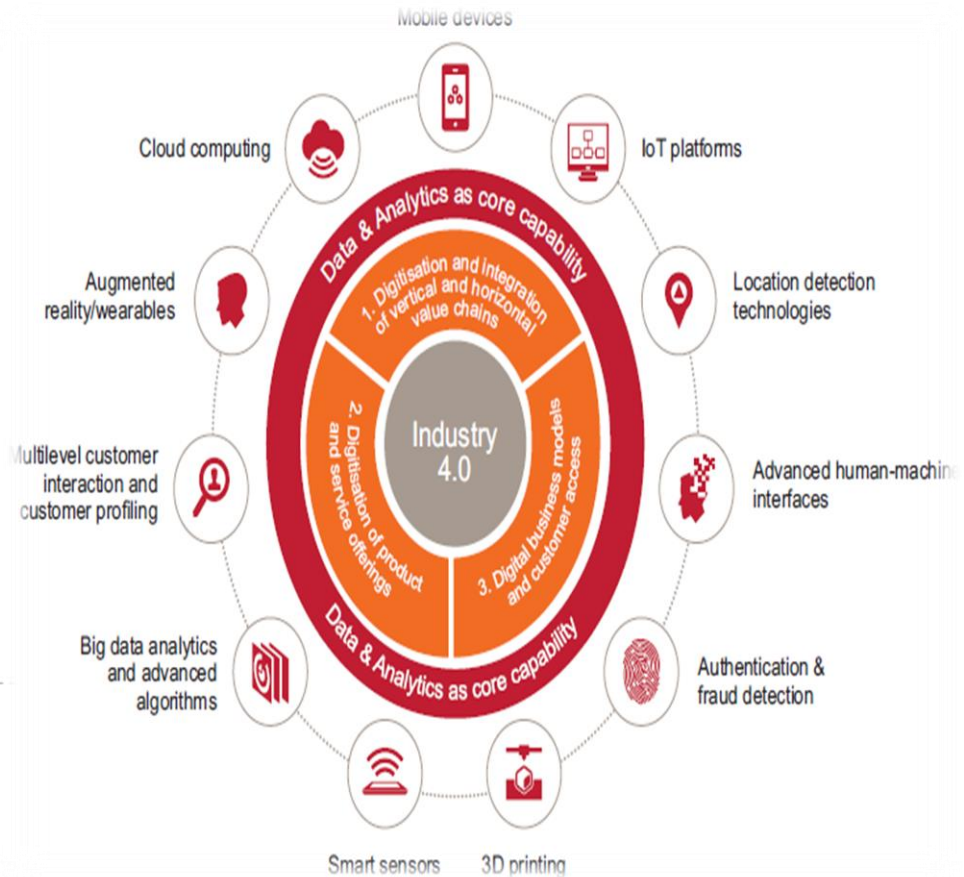 Mobile devices
Cloud computing
IoT platforms
Data & Analytics as core capability
1. Digitisation and integration
of vertical and horizontal
value chains
Augmented
reality/wearables
Location detection
technologies
Industry
4.0
2. Digitisation of product
and service offerings
3. Digital business models
and customer access
Multilevel customer
interaction and
customer profiling
Advanced human-machine
interfaces
Data & Analytics as core capability
Big data analytics
and advanced
algorithms
Authentication &
fraud detection
Smart sensors
3D printing